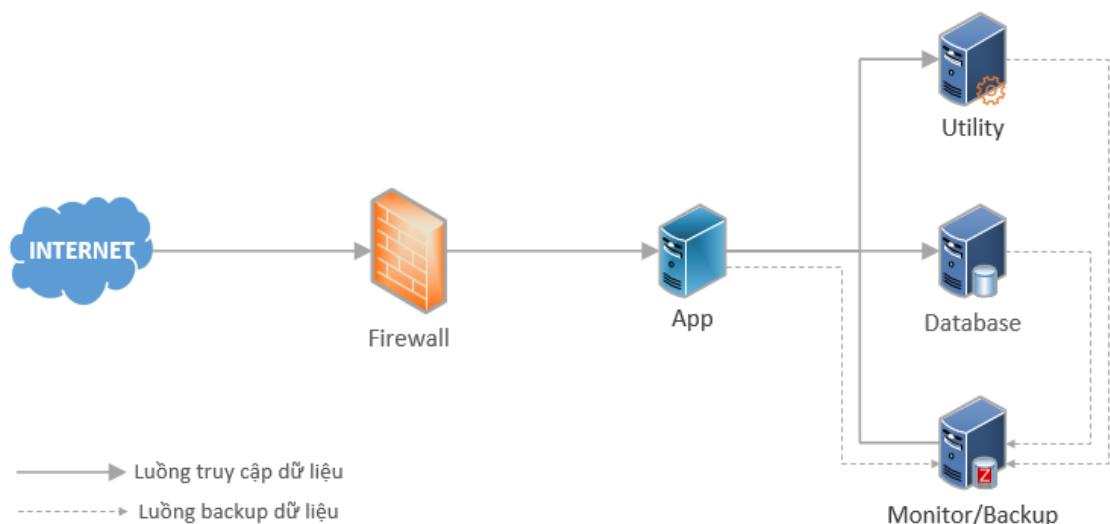 Utility
INTERNET
Firewall
App
Database
Z
Luồng truy cập dữ liệu
Luồng backup dữ liệu
Monitor/Backup